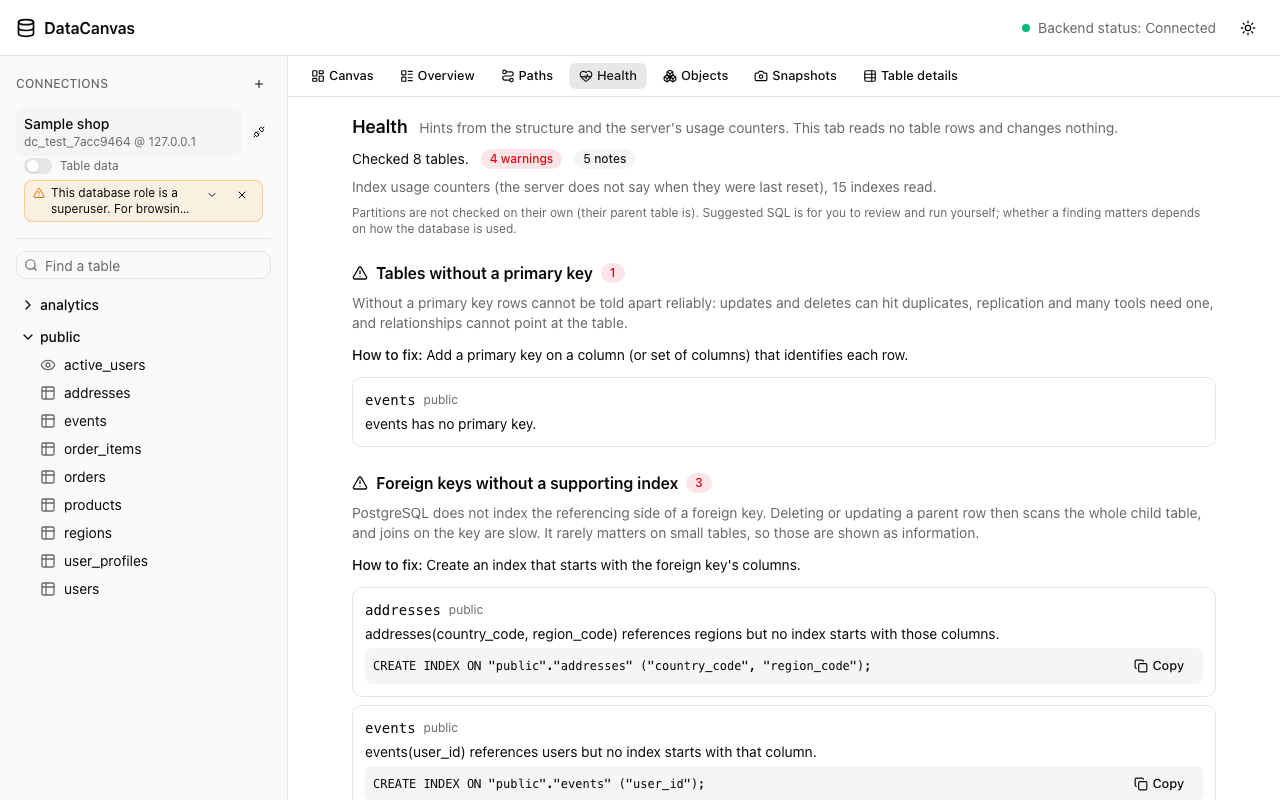 DataCanvas
Backend status: Connected
CONNECTIONS
Sample shop
dc_test_7acc9464 @ 127.0.0.1
Table data
This database role is a
superuser. For browsin...
Find a table
analytics
public
active_users
addresses
events
order_items
orders
products
regions
user_profiles
users
Canvas
Overview
Paths
Health
Objects
Snapshots
Table details
Health Hints from the structure and the server's usage counters. This tab reads no table rows and changes nothing.
Checked 8 tables. 4 warnings 5 notes
Index usage counters (the server does not say when they were last reset), 15 indexes read.
Partitions are not checked on their own (their parent table is). Suggested SQL is for you to review and run yourself; whether a finding matters depends
on how the database is used.
Tables without a primary key 1
Without a primary key rows cannot be told apart reliably: updates and deletes can hit duplicates, replication and many tools need one,
and relationships cannot point at the table.
How to fix: Add a primary key on a column (or set of columns) that identifies each row.
events public
events has no primary key.
Foreign keys without a supporting index 3
PostgreSQL does not index the referencing side of a foreign key. Deleting or updating a parent row then scans the whole child table,
and joins on the key are slow. It rarely matters on small tables, so those are shown as information.
How to fix: Create an index that starts with the foreign key's columns.
addresses public
addresses(country_code, region_code) references regions but no index starts with those columns.
CREATE INDEX ON "public"."addresses" ("country_code", "region_code"); Copy
events public
events(user_id) references users but no index starts with that column.
CREATE INDEX ON "public"."events" ("user_id"); Copy